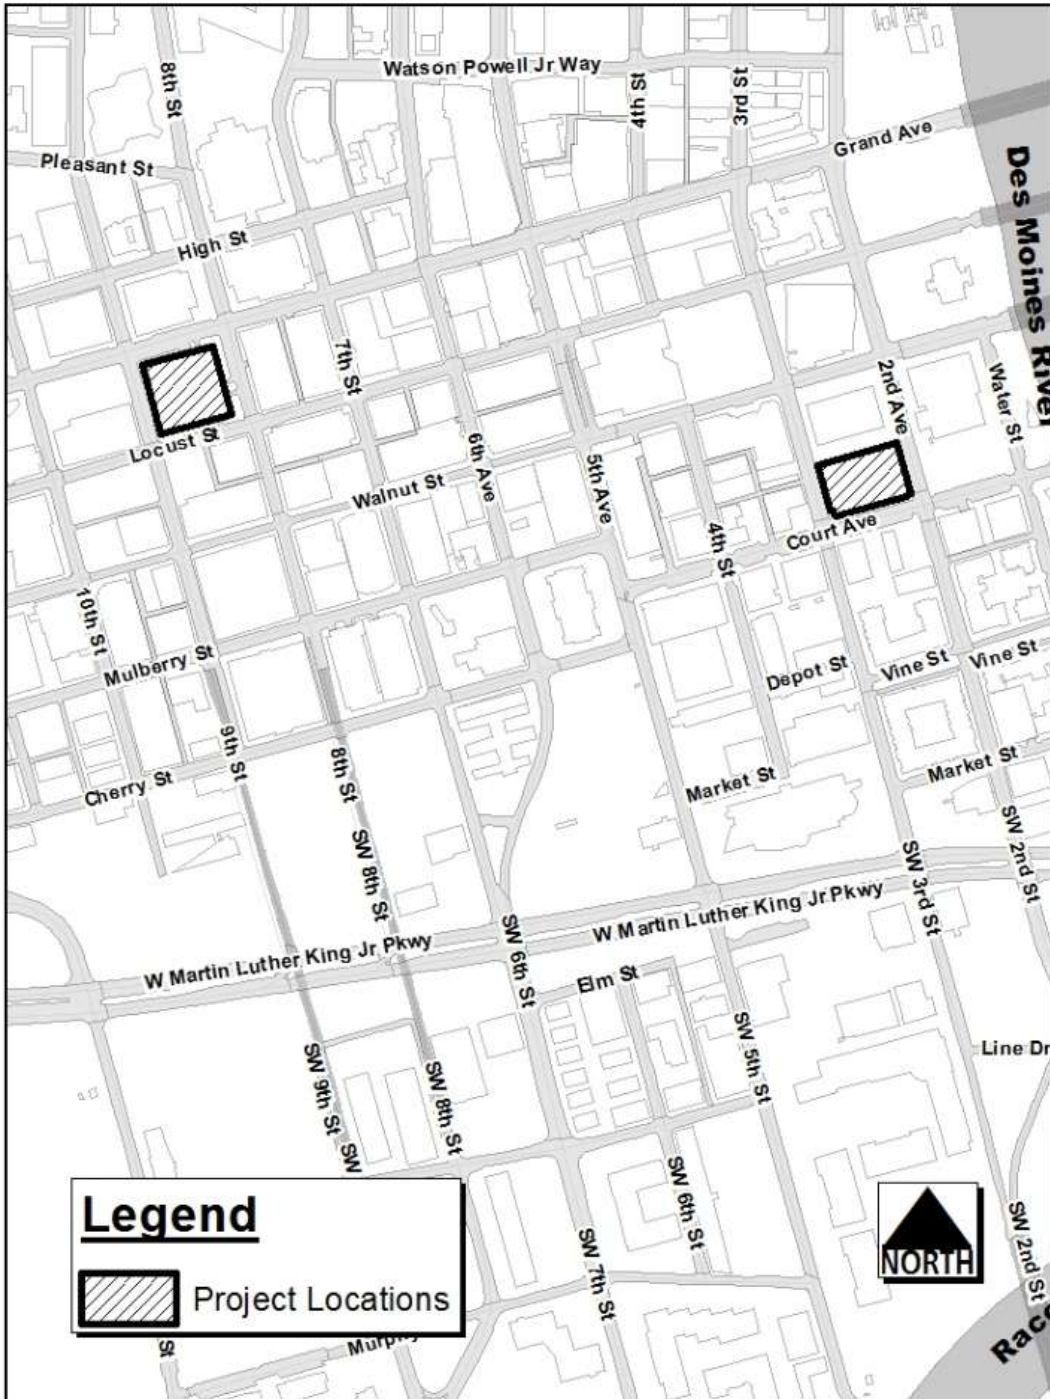 Watson Powell Jr Way
8th St
4th St
3rd St
Grand Ave
Pleasant St
Des Moines River
High St
7th St
2nd Ave
Water St
Locust St
6th Ave
Walnut St
5th Ave
4th St
Court Ave
10th St
Mulberry St
Depot St
Vine St
Vine St
9th St
8th St
Cherry St
Market St
Market St
SW 8th St
SW 3rd St
SW 2nd St
W Martin Luther King Jr Pkwy
W Martin Luther King Jr Pkwy
SW 6th St
Elm St
SW 5th St
Line Dr
SW 9th St
SW
SW 8th St
SW 6th St
SW 7th St
SW 2nd St
Legend
Project Locations
NORTH
St